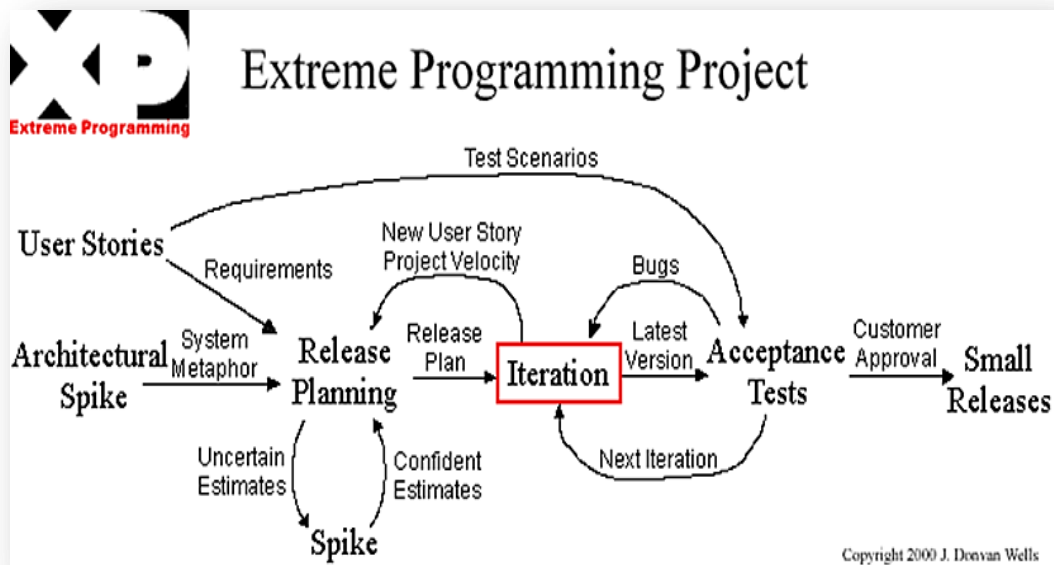 XP
Extreme Programming
Extreme Programming Project
Test Scenarios
User Stories
New User Story
Project Velocity
Bugs
Requirements
Architectural
Spike
System
Metaphor
Release
Planning
Release
Plan
Iteration
Latest
Version
Acceptance
Tests
Customer
Approval
Small
Releases
Uncertain
Estimates
Confident
Estimates
Next Iteration
Spike
Copyright 2000 J. Donvan Wells